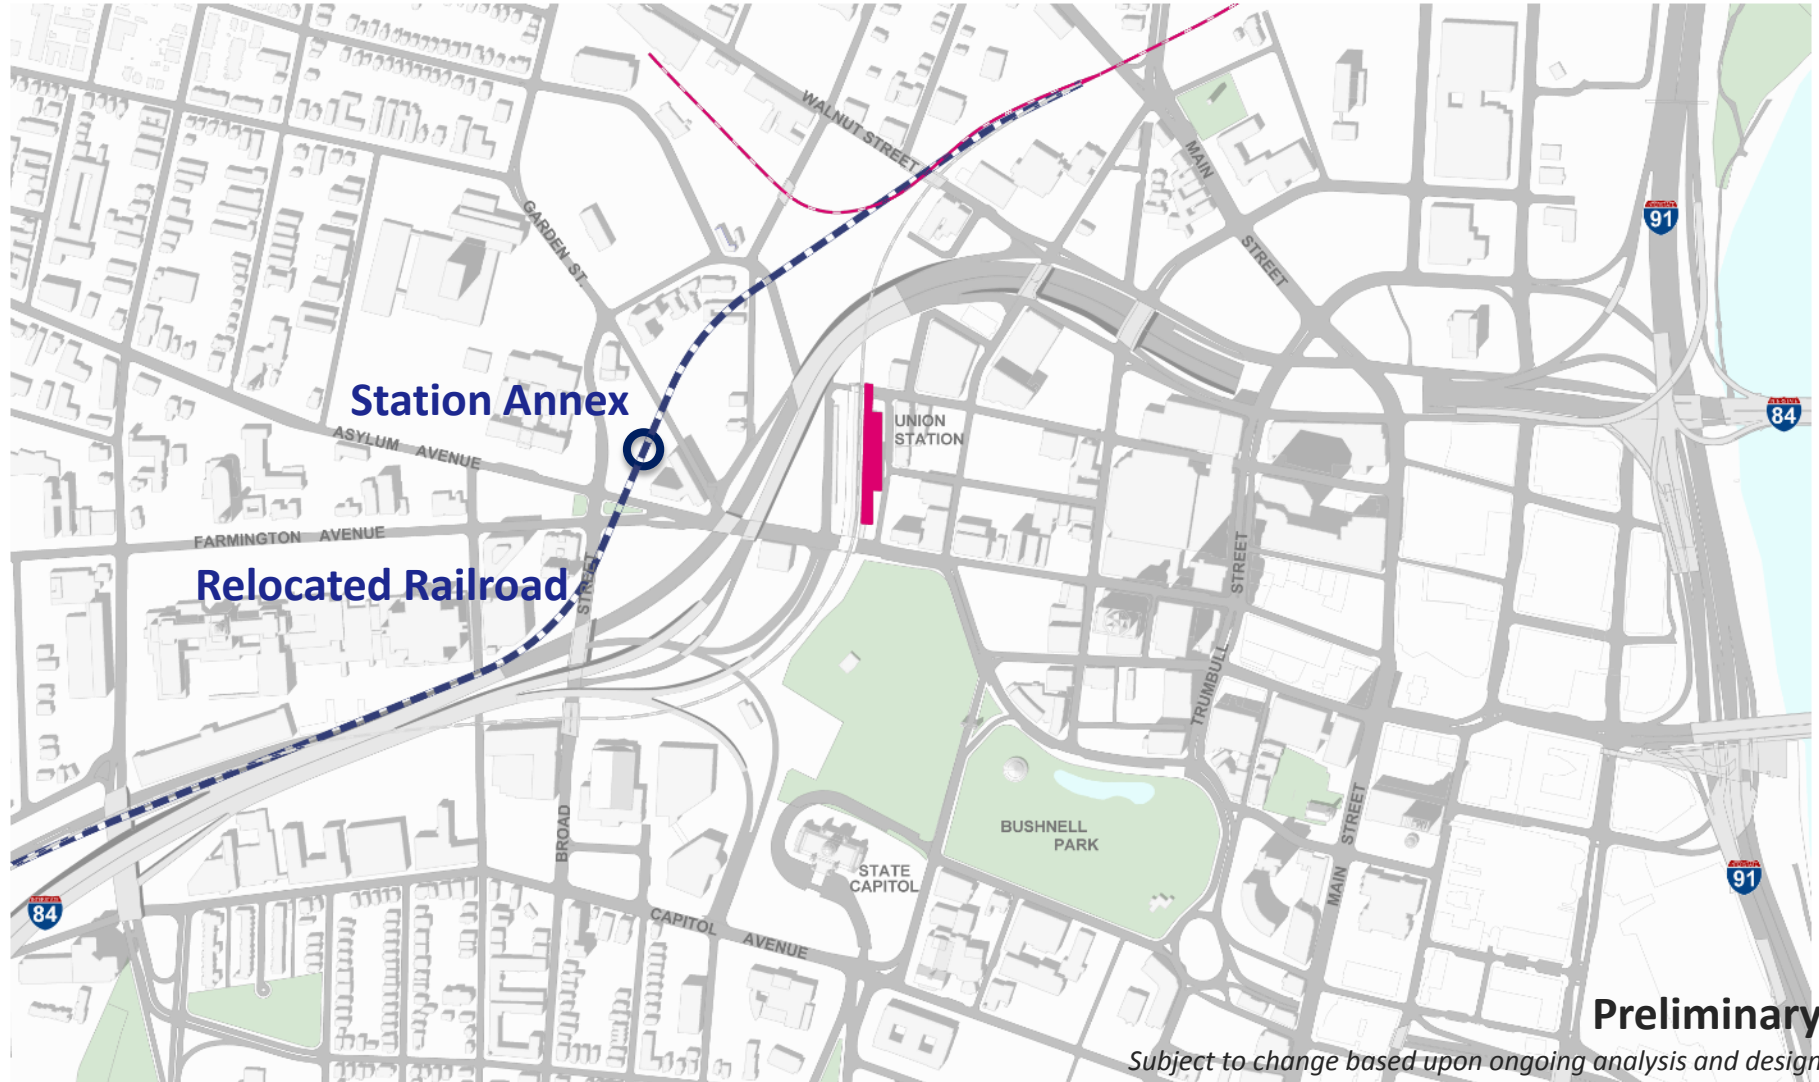 WALNUT STREET
MAIN
STREET
91
GARDEN ST.
Station Annex
84
UNION
STATION
ASYLUM AVENUE
FARMINGTON AVENUE
STREET
Relocated Railroad
STREET
TRUMBULL
BROAD
BUSHNELL
PARK
STATE
CAPITOL
STREET
MAIN
91
84
CAPITOL AVENUE
Preliminary
Subject to change based upon ongoing analysis and design